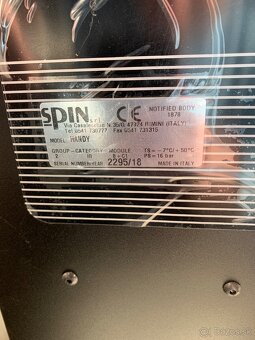 SPIN s.r.l. CE NOTIFIED BODY
1878
Via Casalecchio N.35/G 47924 RIMINI (ITALY)
Tel 0541 730777 Fax 0541 731315
MODEL HANDY
GROUP-CATEGORY-MODULE TS= -7°C/+50°C
2 III B+C1 PS=16 bar
SERIAL NUMBER-YEAR 2295/18 MADE IN ITALY